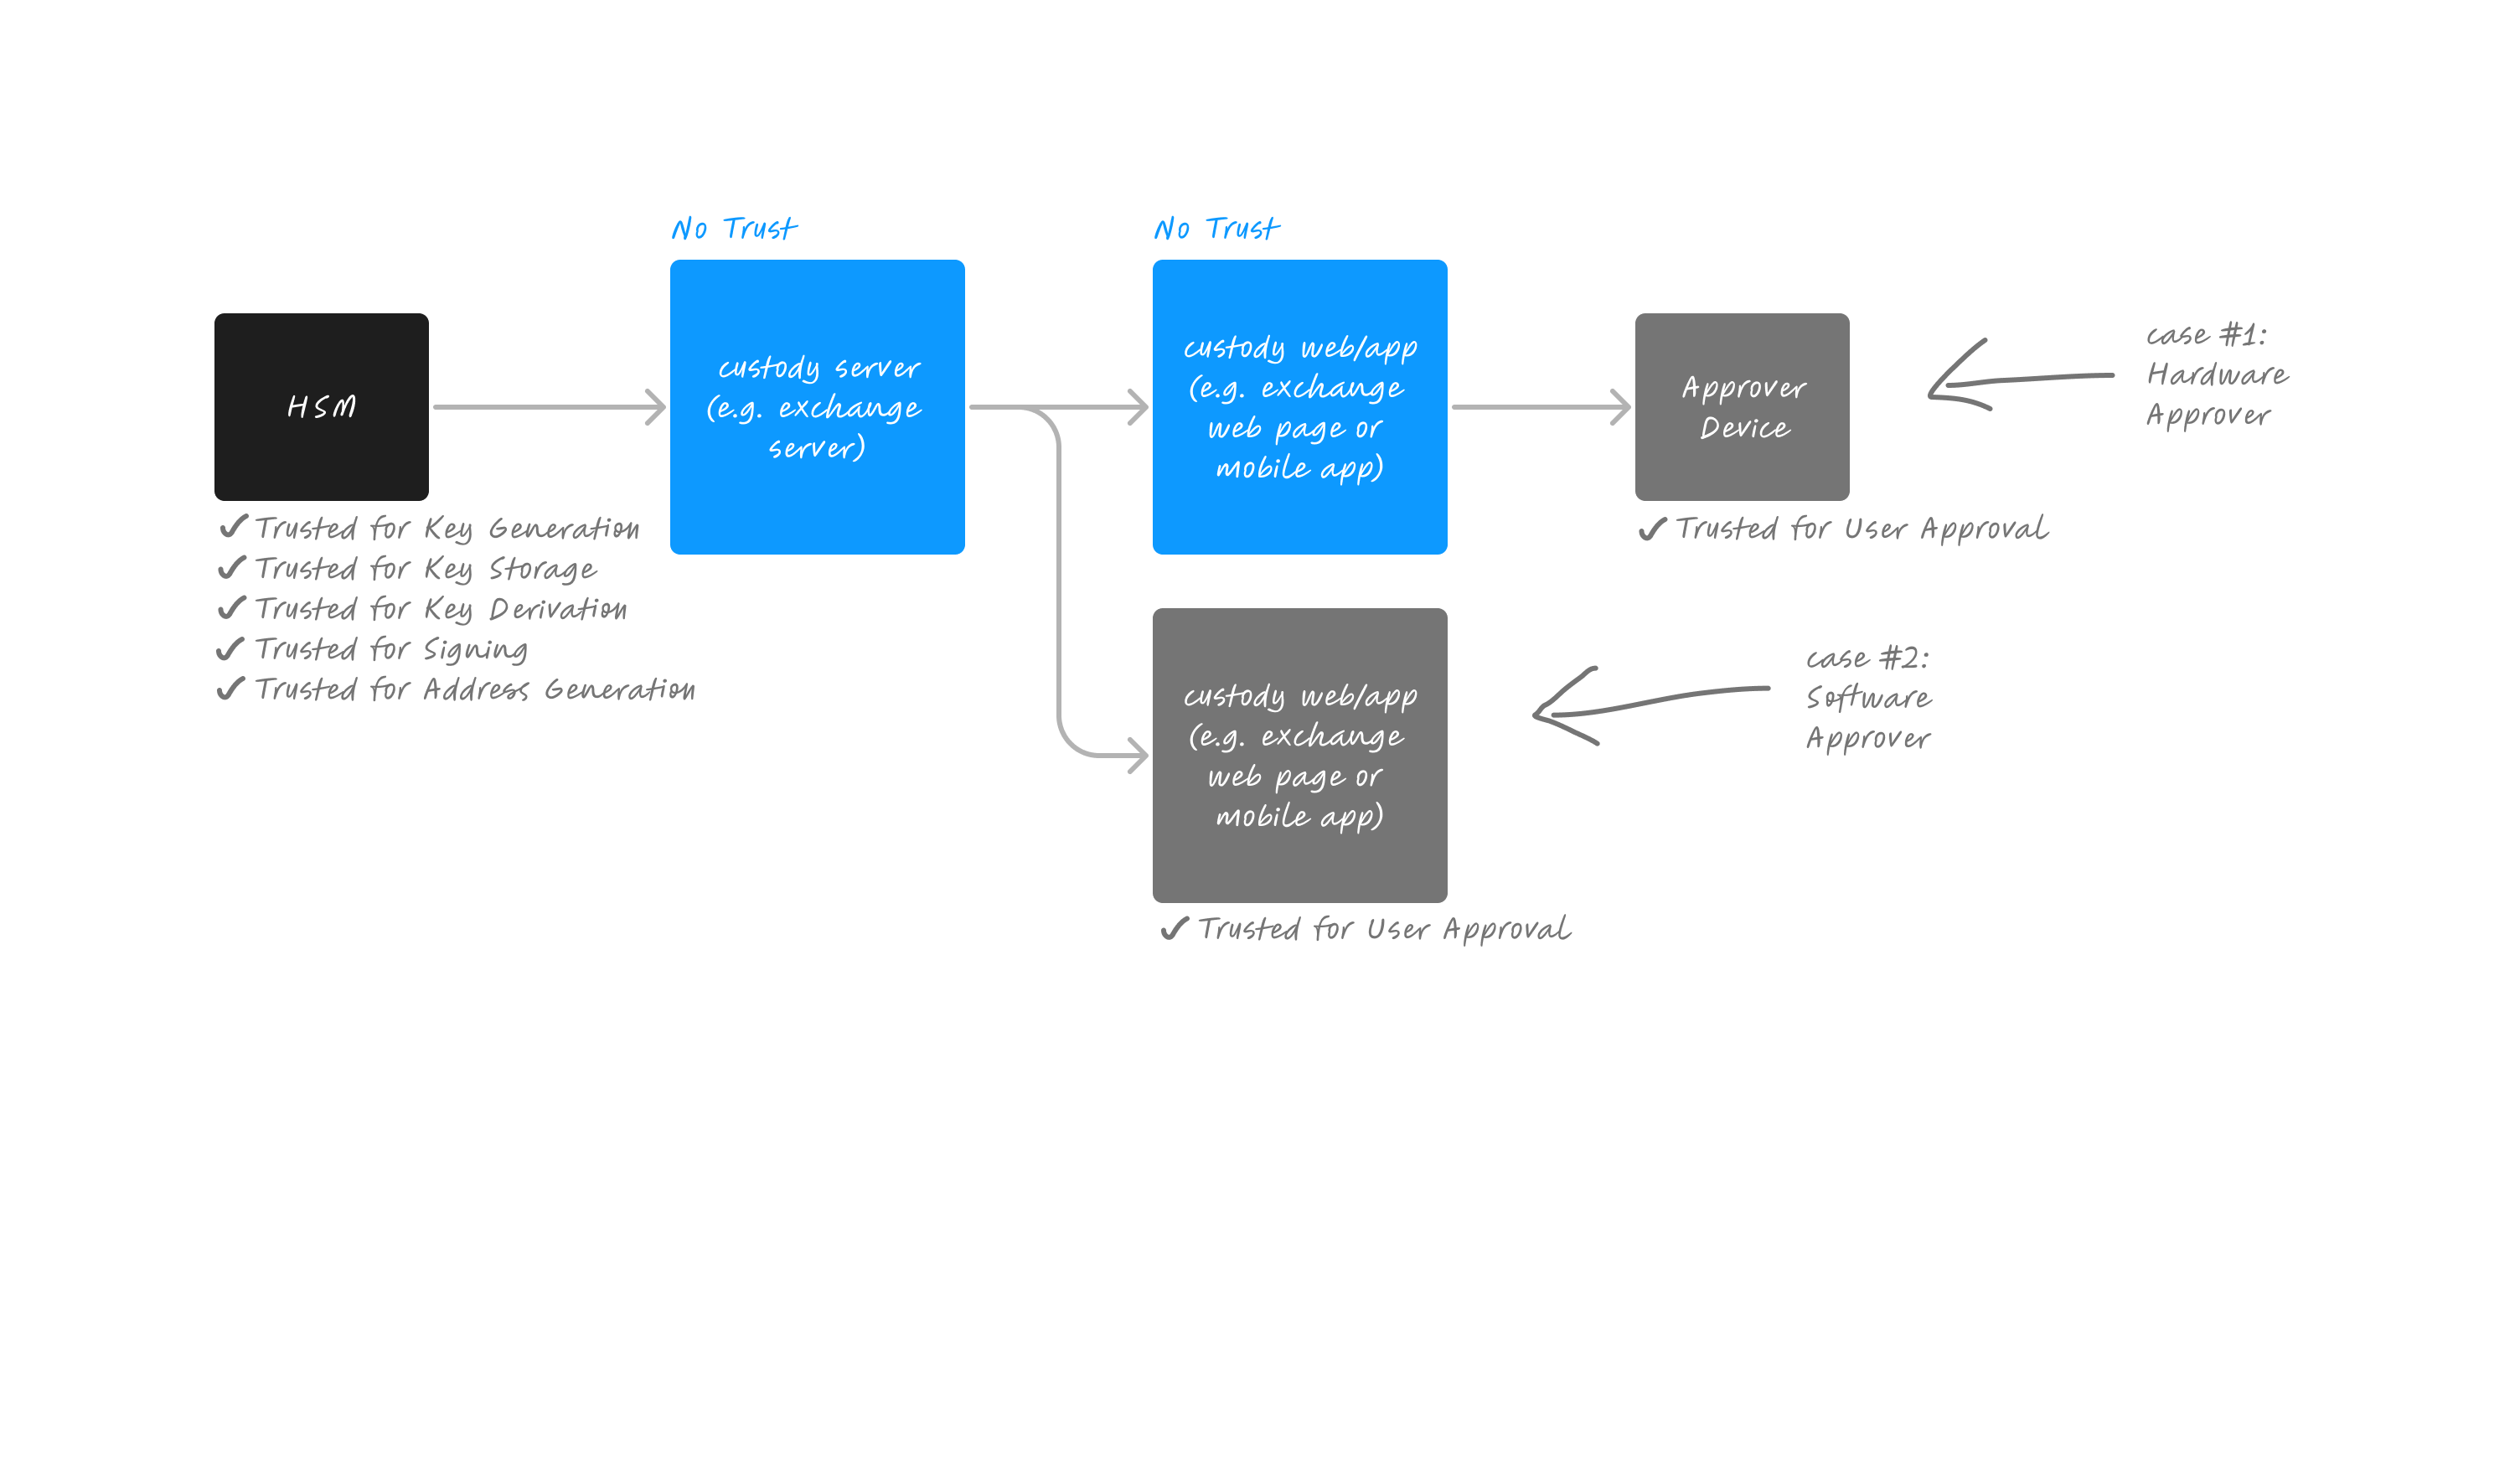 No Trust
No Trust
HSM
custody server
(e.g. exchange
server)
custody web/app
(e.g. exchange
web page or
mobile app)
Approver
Device
case #1:
Hardware
Approver
Trusted for Key Generation
Trusted for Key Storage
Trusted for Key Derivation
Trusted for Signing
Trusted for Address Generation
Trusted for User Approval
custody web/app
(e.g. exchange
web page or
mobile app)
case #2:
Software
Approver
Trusted for User Approval